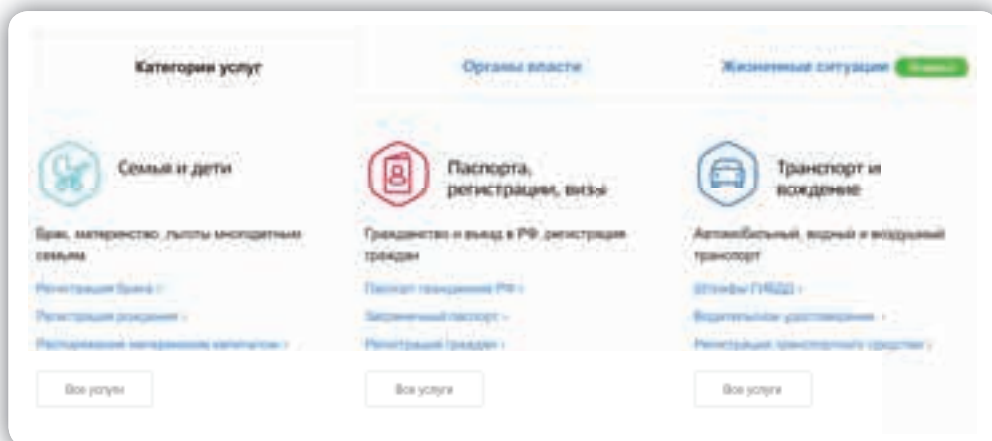 Категории услуг
Органы власти
Жизненные ситуации
Семья и дети
Брак, материнство, льготы многодетным
семьям
Регистрация брака ›
Регистрация рождения ›
Распоряжение материнским капиталом ›
Все услуги
Паспорта,
регистрации, визы
Гражданство и въезд в РФ, регистрация
граждан
Паспорт гражданина РФ ›
Заграничный паспорт ›
Регистрация граждан ›
Все услуги
Транспорт и
вождение
Автомобильный, водный и воздушный
транспорт
Штрафы ГИБДД ›
Водительское удостоверение ›
Регистрация транспортного средства ›
Все услуги